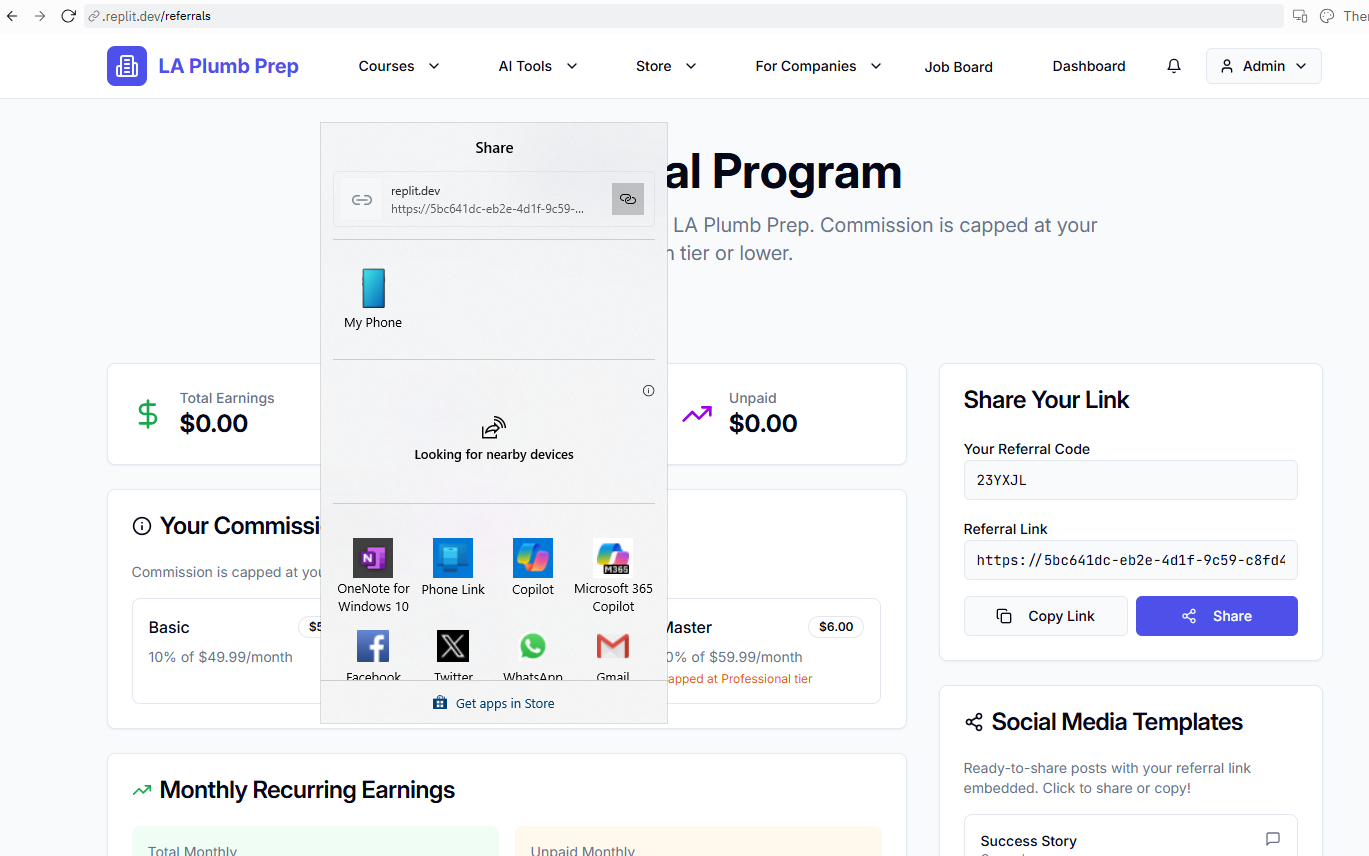 .replit.dev/referrals
LA Plumb Prep
Courses
AI Tools
Store
For Companies
Job Board
Dashboard
Admin
Share
replit.dev
https://5bc641dc-eb2e-4d1f-9c59-...
My Phone
Looking for nearby devices
OneNote for
Windows 10
Phone Link
Copilot
Microsoft 365
Copilot
M365
Facebook
Twitter
WhatsApp
Gmail
Get apps in Store
al Program
LA Plumb Prep. Commission is capped at your
tier or lower.
Total Earnings
$0.00
Unpaid
$0.00
Your Commissi
Commission is capped at you
Basic
10% of $49.99/month
Master
$6.00
0% of $59.99/month
apped at Professional tier
Monthly Recurring Earnings
Total Monthly
Unpaid Monthly
Share Your Link
Your Referral Code
23YXJL
Referral Link
https://5bc641dc-eb2e-4d1f-9c59-c8fd4
Copy Link
Share
Social Media Templates
Ready-to-share posts with your referral link
embedded. Click to share or copy!
Success Story